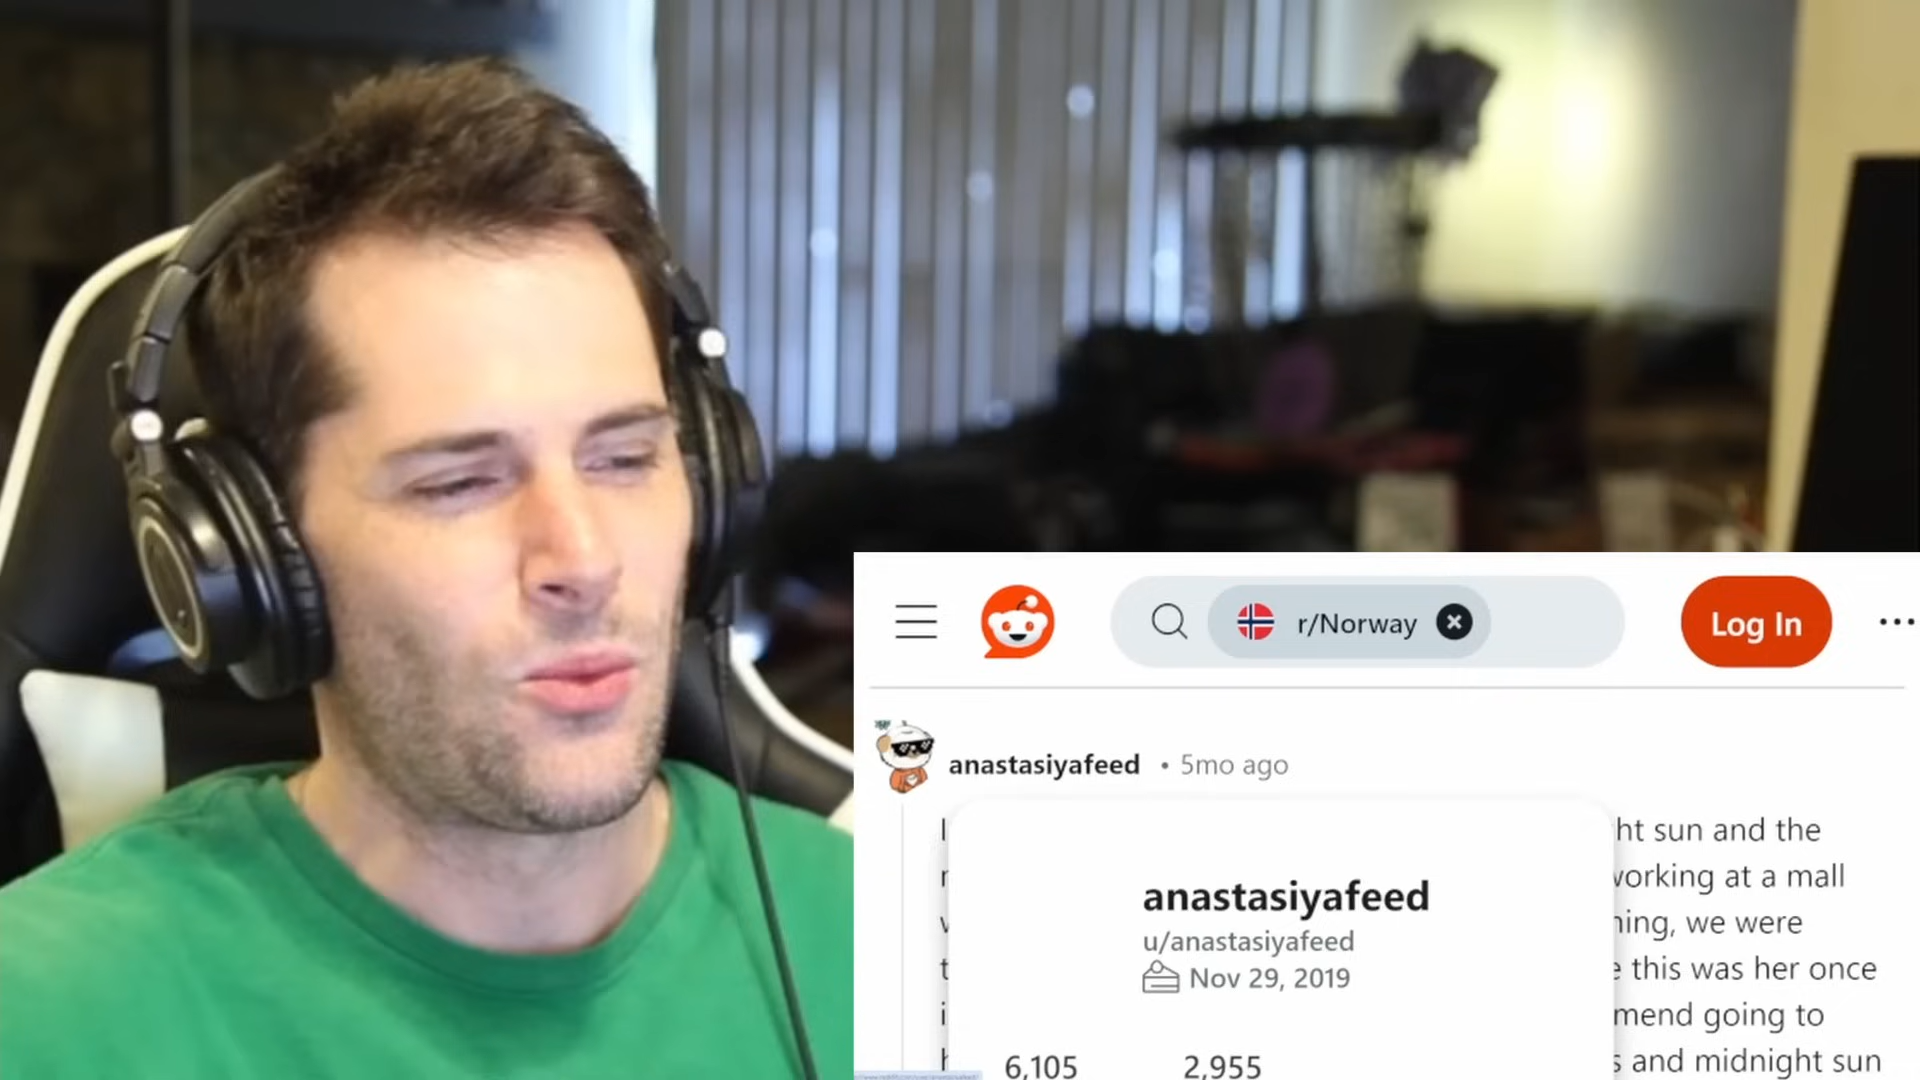 r/Norway
Log In
anastasiyafeed • 5mo ago
I
ht sun and the
working at a mall
ning, we were
e this was her once
mend going to
s and midnight sun
anastasiyafeed
u/anastasiyafeed
Nov 29, 2019
6,105 2,955